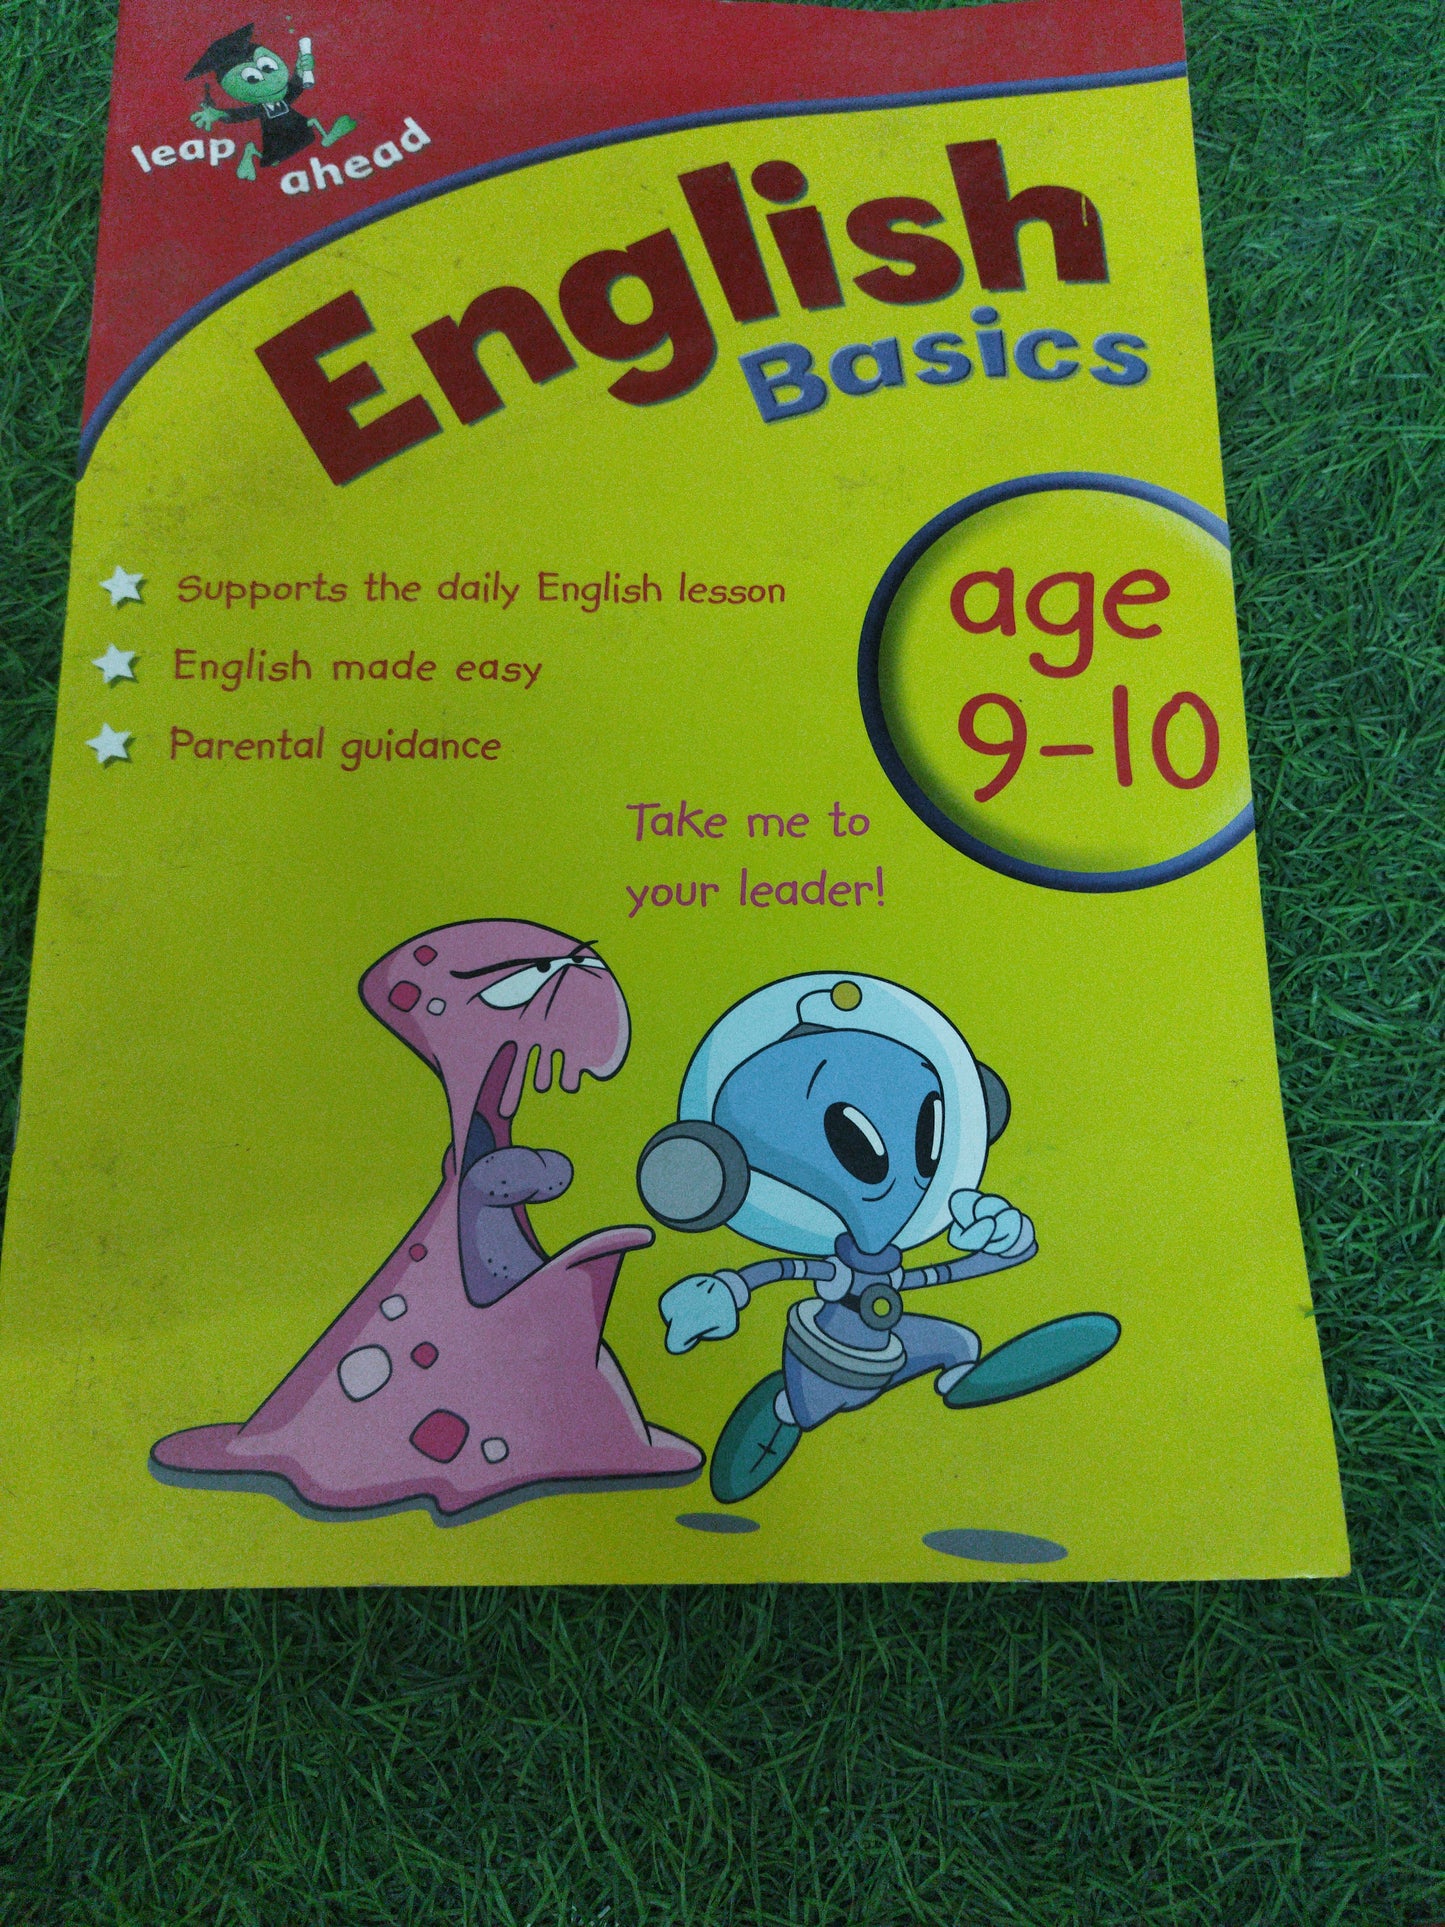 leap ahead
English
Basics
age
9-10
Supports the daily English lesson
English made easy
Parental guidance
Take me to
your leader!